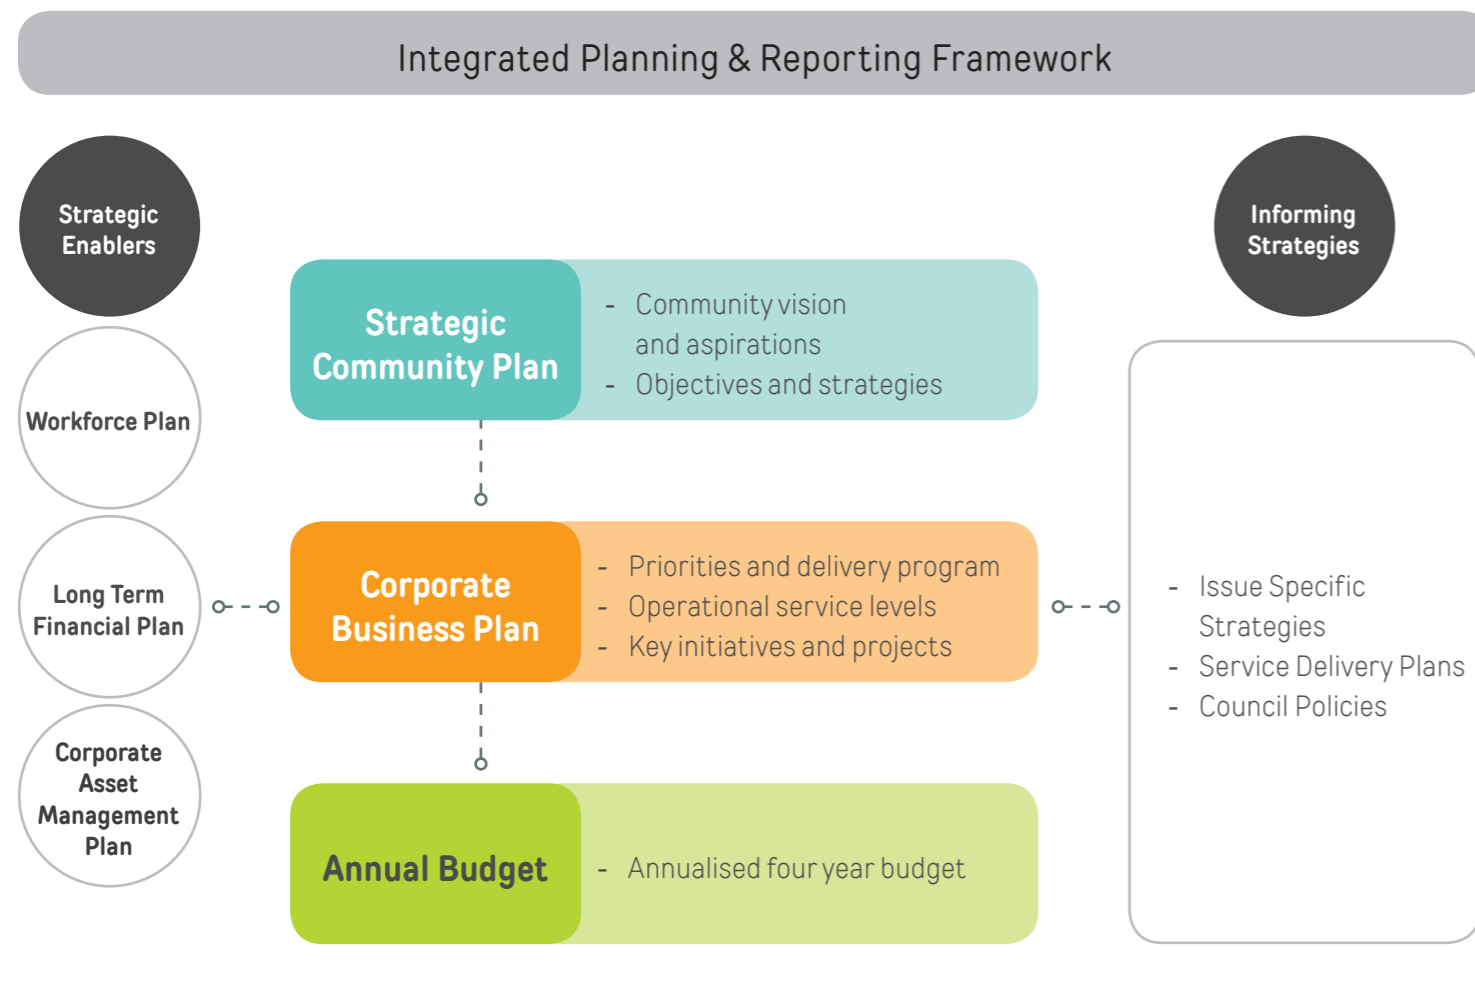 Integrated Planning & Reporting Framework
Strategic
Enablers
Workforce Plan
Long Term
Financial Plan
Corporate
Asset
Management
Plan
Strategic
Community Plan
- Community vision
and aspirations
- Objectives and strategies
Corporate
Business Plan
- Priorities and delivery program
- Operational service levels
- Key initiatives and projects
Annual Budget
- Annualised four year budget
Informing
Strategies
- Issue Specific
Strategies
- Service Delivery Plans
- Council Policies